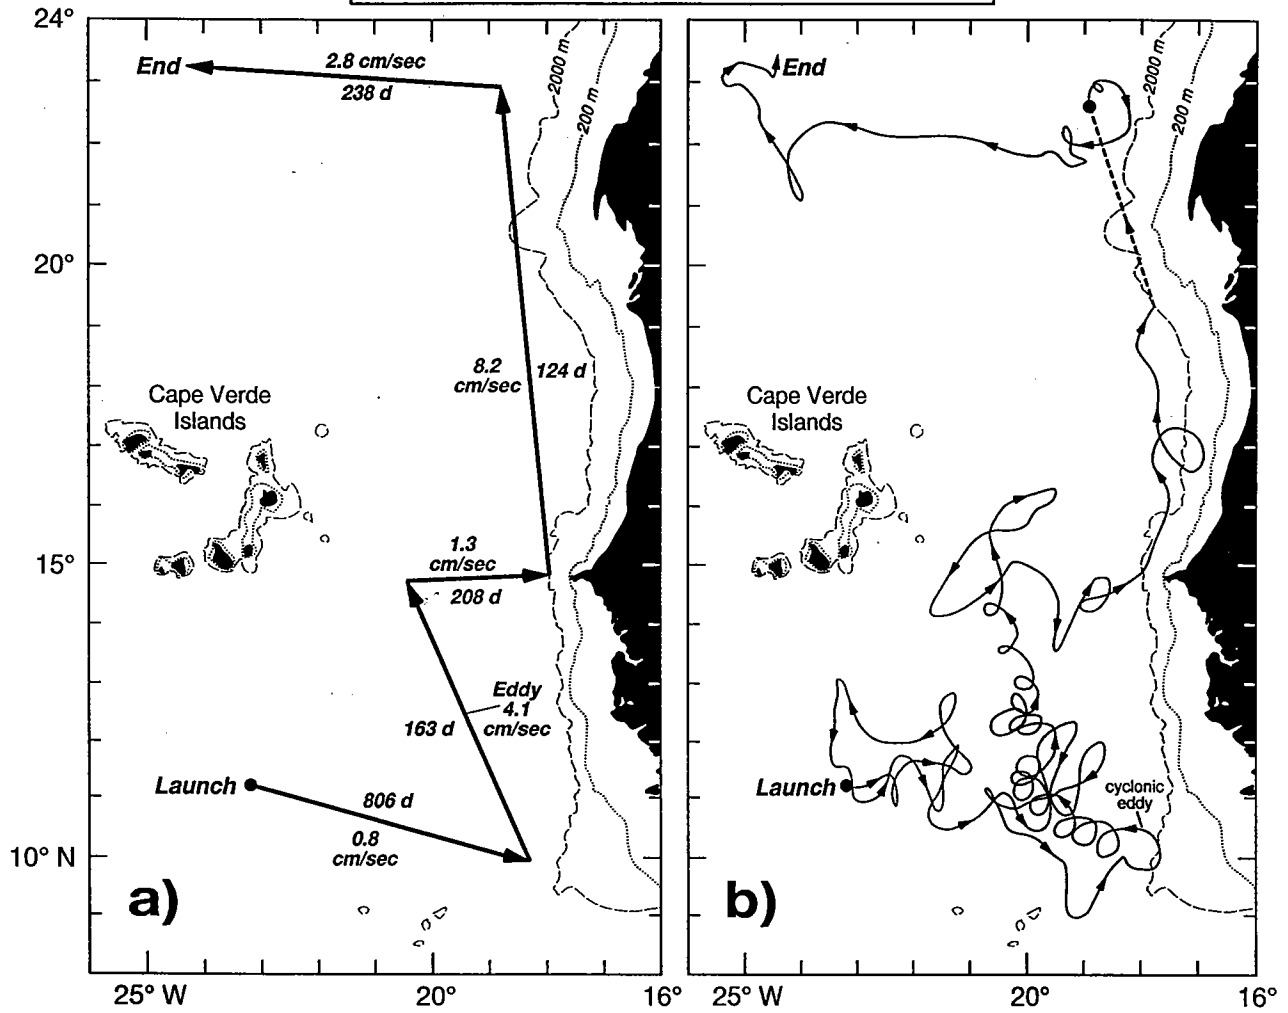 24°
20°
15°
10° N
25° W
20°
16°
End
2.8 cm/sec
238 d
2000 m
200 m
8.2
cm/sec
124 d
Cape Verde
Islands
1.3
cm/sec
208 d
Eddy
4.1
cm/sec
163 d
Launch
806 d
0.8
cm/sec
a)
End
2000 m
200 m
Cape Verde
Islands
Launch
cyclonic
eddy
b)
25° W
20°
16°